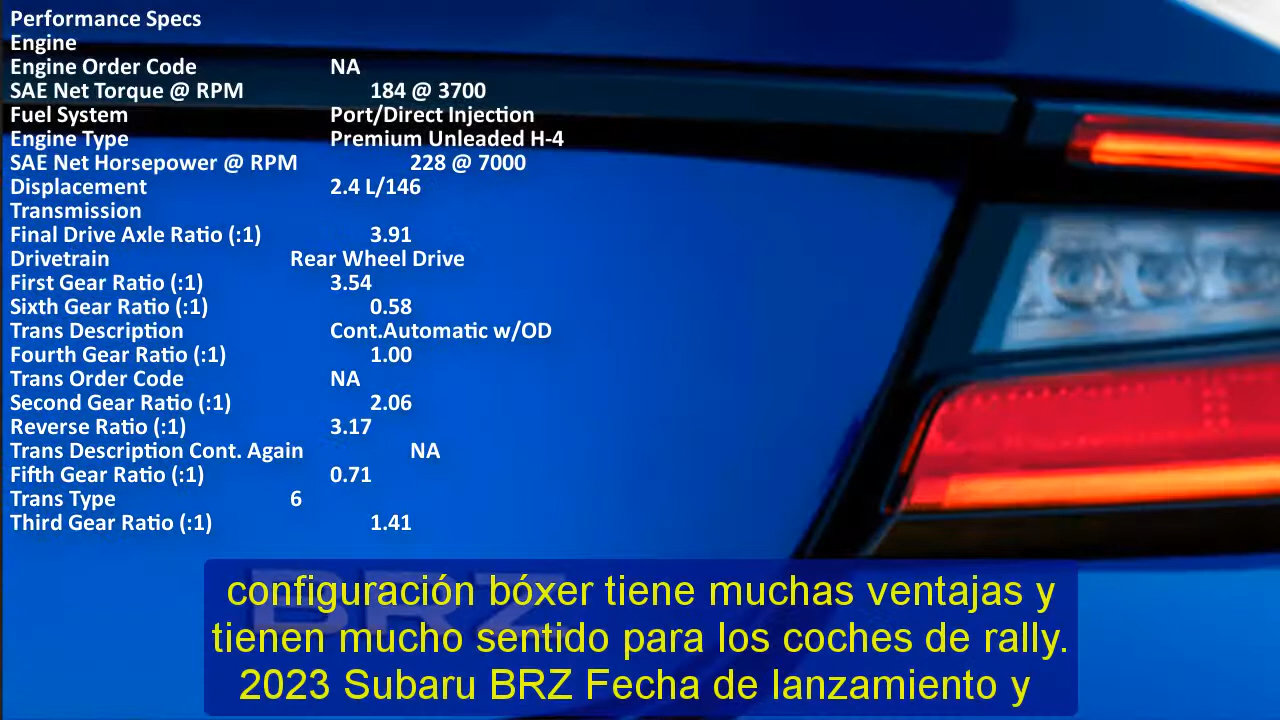 Performance Specs
Engine
Engine Order Code NA
SAE Net Torque @ RPM 184 @ 3700
Fuel System Port/Direct Injection
Engine Type Premium Unleaded H-4
SAE Net Horsepower @ RPM 228 @ 7000
Displacement 2.4 L/146
Transmission
Final Drive Axle Ratio (:1) 3.91
Drivetrain Rear Wheel Drive
First Gear Ratio (:1) 3.54
Sixth Gear Ratio (:1) 0.58
Trans Description Cont.Automatic w/OD
Fourth Gear Ratio (:1) 1.00
Trans Order Code NA
Second Gear Ratio (:1) 2.06
Reverse Ratio (:1) 3.17
Trans Description Cont. Again NA
Fifth Gear Ratio (:1) 0.71
Trans Type 6
Third Gear Ratio (:1) 1.41
BRZ
configuración bóxer tiene muchas ventajas y
tienen mucho sentido para los coches de rally.
2023 Subaru BRZ Fecha de lanzamiento y